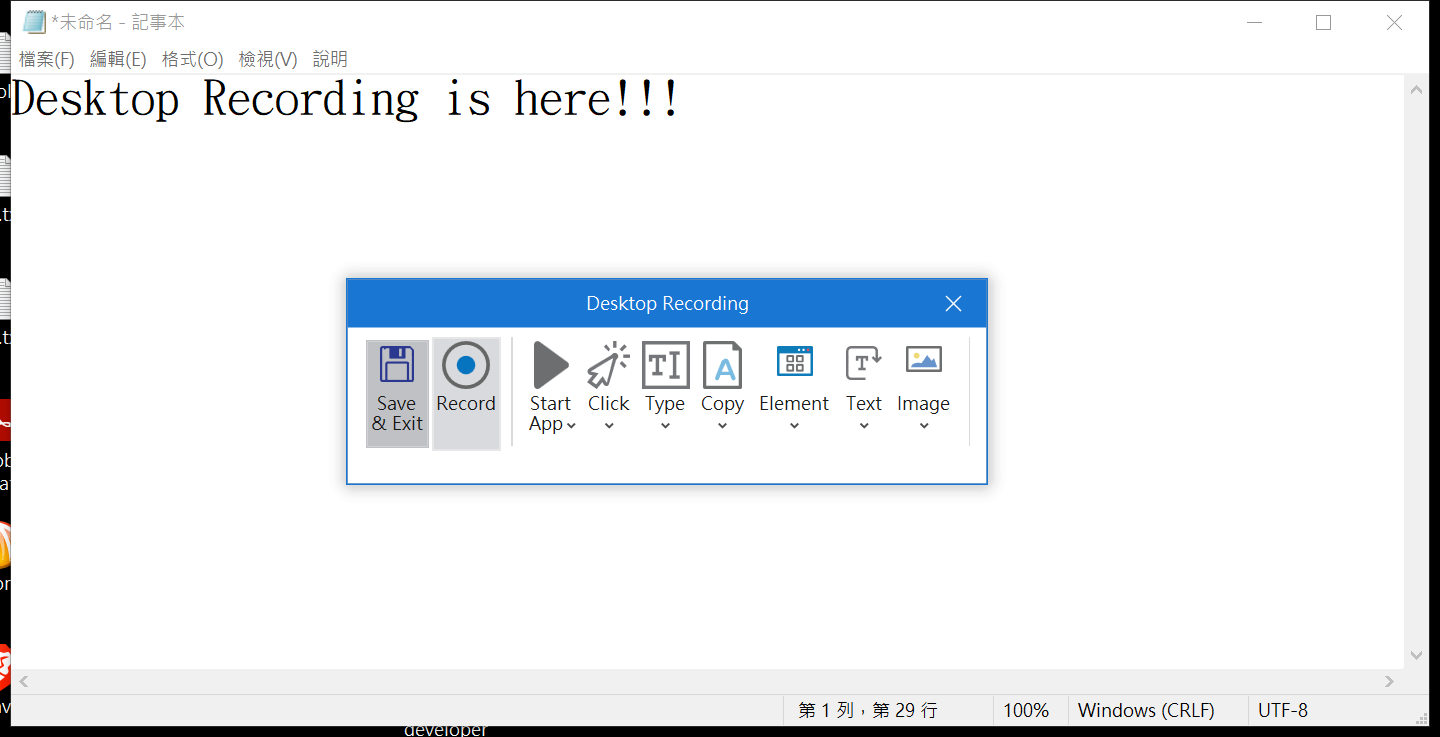 *未命名 - 記事本
檔案(F) 編輯(E) 格式(O) 檢視(V) 說明
Desktop Recording is here!!!
Desktop Recording
Save & Exit
Record
Start App
Click
Type
Copy
Element
Text
Image
第 1 列，第 29 行
100%
Windows (CRLF)
UTF-8
developer